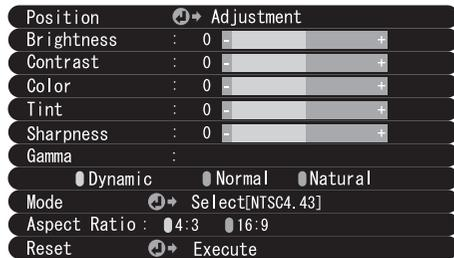 Position Adjustment
Brightness : 0 - +
Contrast : 0 - +
Color : 0 - +
Tint : 0 - +
Sharpness : 0 - +
Gamma :
Dynamic Normal Natural
Mode Select[NTSC4.43]
Aspect Ratio : 4:3 16:9
Reset Execute